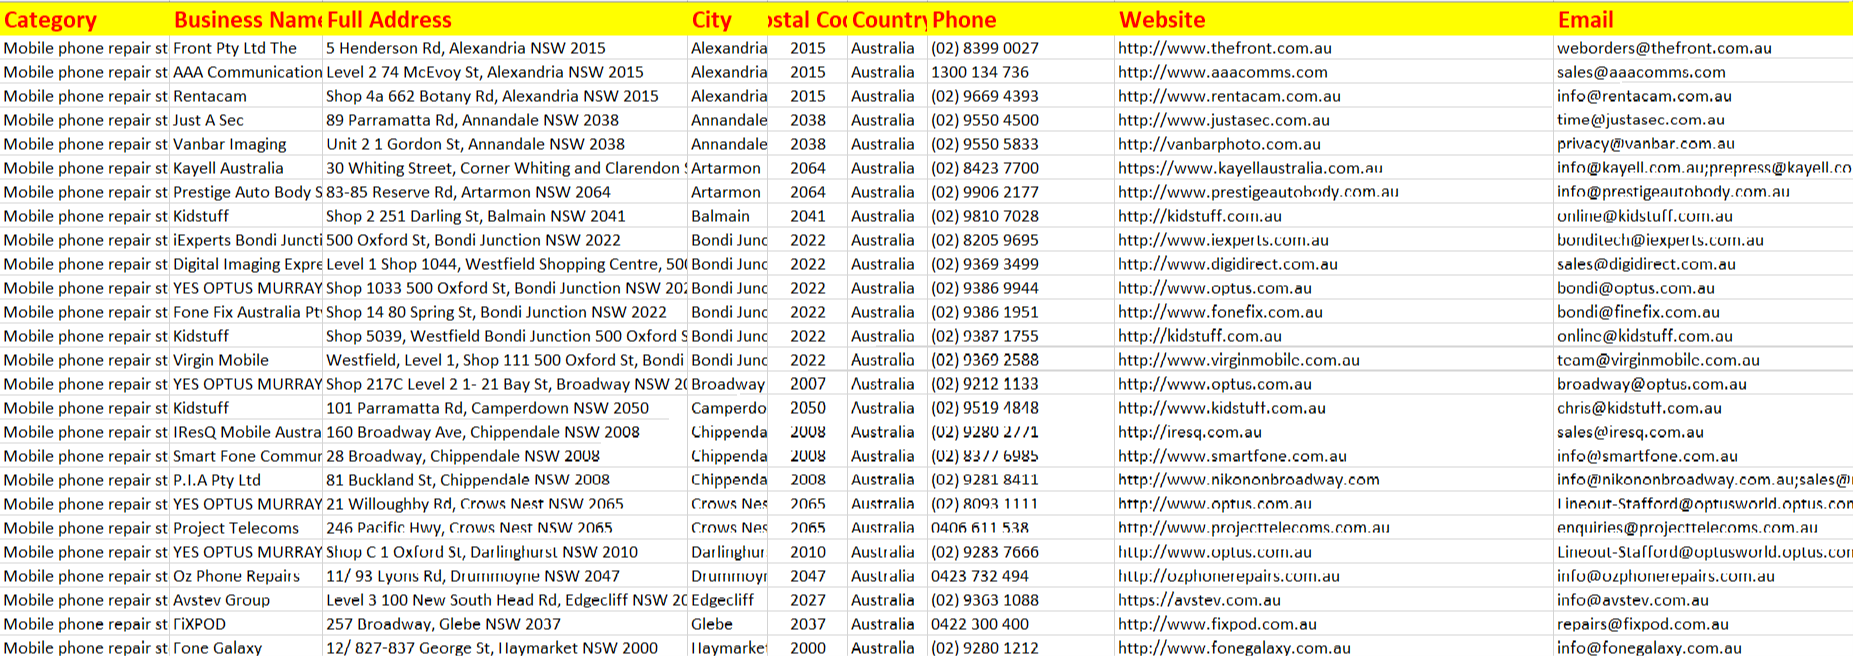 Category Business Name Full Address City ostal Co Country Phone Website Email
Mobile phone repair st Front Pty Ltd The 5 Henderson Rd, Alexandria NSW 2015 Alexandria 2015 Australia (02) 8399 0027 http://www.thefront.com.au weborders@thefront.com.au
Mobile phone repair st AAA Communication Level 2 74 McEvoy St, Alexandria NSW 2015 Alexandria 2015 Australia 1300 134 736 http://www.aaacomms.com sales@aaacomms.com
Mobile phone repair st Rentacam Shop 4a 662 Botany Rd, Alexandria NSW 2015 Alexandria 2015 Australia (02) 9669 4393 http://www.rentacam.com.au info@rentacam.com.au
Mobile phone repair st Just A Sec 89 Parramatta Rd, Annandale NSW 2038 Annandale 2038 Australia (02) 9550 4500 http://www.justasec.com.au time@justasec.com.au
Mobile phone repair st Vanbar Imaging Unit 2 1 Gordon St, Annandale NSW 2038 Annandale 2038 Australia (02) 9550 5833 http://vanbarphoto.com.au privacy@vanbar.com.au
Mobile phone repair st Kayell Australia 30 Whiting Street, Corner Whiting and Clarendon Artarmon 2064 Australia (02) 8423 7700 https://www.kayellaustralia.com.au info@kayell.com.au;prepress@kayell.co
Mobile phone repair st Prestige Auto Body S 83-85 Reserve Rd, Artarmon NSW 2064 Artarmon 2064 Australia (02) 9906 2177 http://www.prestigeautobody.com.au info@prestigeautobody.com.au
Mobile phone repair st Kidstuff Shop 2 251 Darling St, Balmain NSW 2041 Balmain 2041 Australia (02) 9810 7028 http://kidstuff.com.au online@kidstuff.com.au
Mobile phone repair st iExperts Bondi Juncti 500 Oxford St, Bondi Junction NSW 2022 Bondi Junc 2022 Australia (02) 8205 9695 http://www.iexperts.com.au bonditech@iexperts.com.au
Mobile phone repair st Digital Imaging Expre Level 1 Shop 1044, Westfield Shopping Centre, 500 Bondi Junc 2022 Australia (02) 9369 3499 http://www.digidirect.com.au sales@digidirect.com.au
Mobile phone repair st YES OPTUS MURRAY Shop 1033 500 Oxford St, Bondi Junction NSW 202 Bondi Junc 2022 Australia (02) 9386 9944 http://www.optus.com.au bondi@optus.com.au
Mobile phone repair st Fone Fix Australia Pt Shop 14 80 Spring St, Bondi Junction NSW 2022 Bondi Junc 2022 Australia (02) 9386 1951 http://www.fonefix.com.au bondi@finefix.com.au
Mobile phone repair st Kidstuff Shop 5039, Westfield Bondi Junction 500 Oxford S Bondi Junc 2022 Australia (02) 9387 1755 http://kidstuff.com.au online@kidstuff.com.au
Mobile phone repair st Virgin Mobile Westfield, Level 1, Shop 111 500 Oxford St, Bondi Bondi Junc 2022 Australia (02) 9369 2588 http://www.virginmobile.com.au team@virginmobile.com.au
Mobile phone repair st YES OPTUS MURRAY Shop 217C Level 2 1- 21 Bay St, Broadway NSW 20 Broadway 2007 Australia (02) 9212 1133 http://www.optus.com.au broadway@optus.com.au
Mobile phone repair st Kidstuff 101 Parramatta Rd, Camperdown NSW 2050 Camperdo 2050 Australia (02) 9519 4848 http://www.kidstuff.com.au chris@kidstuff.com.au
Mobile phone repair st IResQ Mobile Austra 160 Broadway Ave, Chippendale NSW 2008 Chippenda 2008 Australia (02) 9280 2771 http://iresq.com.au sales@iresq.com.au
Mobile phone repair st Smart Fone Commur 28 Broadway, Chippendale NSW 2008 Chippenda 2008 Australia (02) 8377 6985 http://www.smartfone.com.au info@smartfone.com.au
Mobile phone repair st P.I.A Pty Ltd 81 Buckland St, Chippendale NSW 2008 Chippenda 2008 Australia (02) 9281 8411 http://www.nikononbroadway.com info@nikononbroadway.com.au;sales@
Mobile phone repair st YES OPTUS MURRAY 21 Willoughby Rd, Crows Nest NSW 2065 Crows Nes 2065 Australia (02) 8093 1111 http://www.optus.com.au Lineout-Stafford@optusworld.optus.com
Mobile phone repair st Project Telecoms 246 Pacific Hwy, Crows Nest NSW 2065 Crows Nes 2065 Australia 0406 611 538 http://www.projecttelecoms.com.au enquiries@projecttelecoms.com.au
Mobile phone repair st YES OPTUS MURRAY Shop C 1 Oxford St, Darlinghurst NSW 2010 Darlinghur 2010 Australia (02) 9283 7666 http://www.optus.com.au Lineout-Stafford@optusworld.optus.com
Mobile phone repair st Oz Phone Repairs 11/ 93 Lyons Rd, Drummoyne NSW 2047 Drummoyr 2047 Australia 0423 732 494 http://ozphonerepairs.com.au info@ozphonerepairs.com.au
Mobile phone repair st Avstev Group Level 3 100 New South Head Rd, Edgecliff NSW 20 Edgecliff 2027 Australia (02) 9363 1088 https://avstev.com.au info@avstev.com.au
Mobile phone repair st FiXPOD 257 Broadway, Glebe NSW 2037 Glebe 2037 Australia 0422 300 400 http://www.fixpod.com.au repairs@fixpod.com.au
Mobile phone repair st Fone Galaxy 12/ 827-837 George St, Haymarket NSW 2000 Haymarke 2000 Australia (02) 9280 1212 http://www.fonegalaxy.com.au info@fonegalaxy.com.au